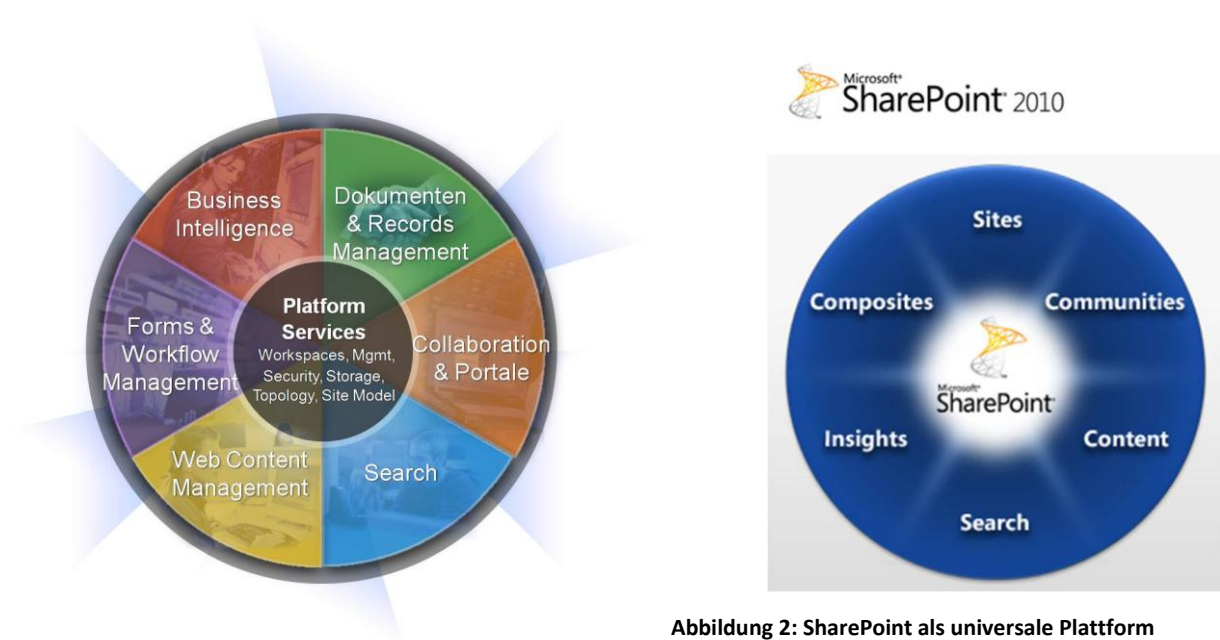 Business
Intelligence
Dokumenten
& Records
Management
Forms &
Workflow
Management
Platform
Services
Workspaces, Mgmt,
Security, Storage,
Topology, Site Model
Collaboration
& Portale
Web Content
Management
Search
Microsoft®
SharePoint® 2010
Sites
Composites
Communities
Microsoft®
SharePoint®
Insights
Content
Search
Abbildung 2: SharePoint als universale Plattform